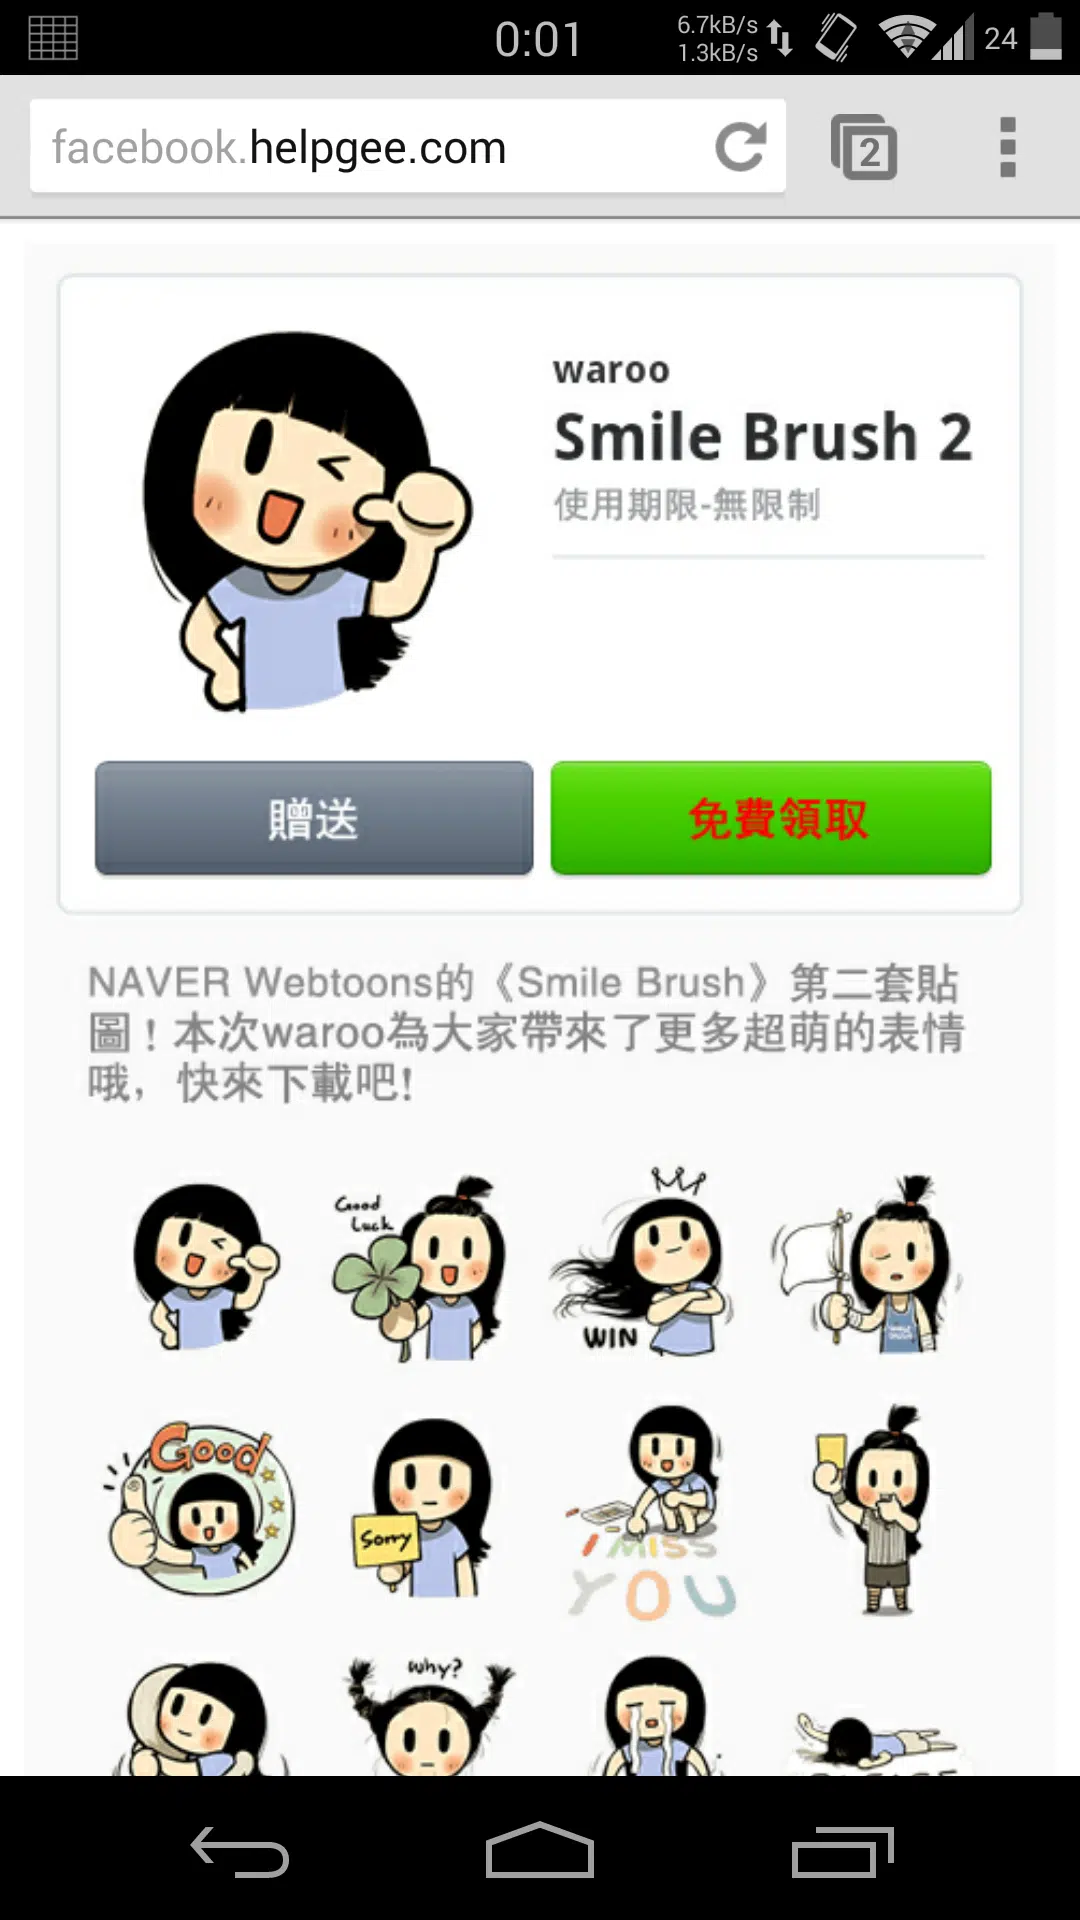 0:01
6.7kB/s
1.3kB/s
24
facebook.helpgee.com
2
waroo
Smile Brush 2
使用期限-無限制
贈送
免費領取
NAVER Webtoons的《Smile Brush》第二套貼
圖！本次waroo為大家帶來了更多超萌的表情
哦，快來下載吧!
Good
Luck
WIN
Good
Sorry
I MISS
YOU
why?